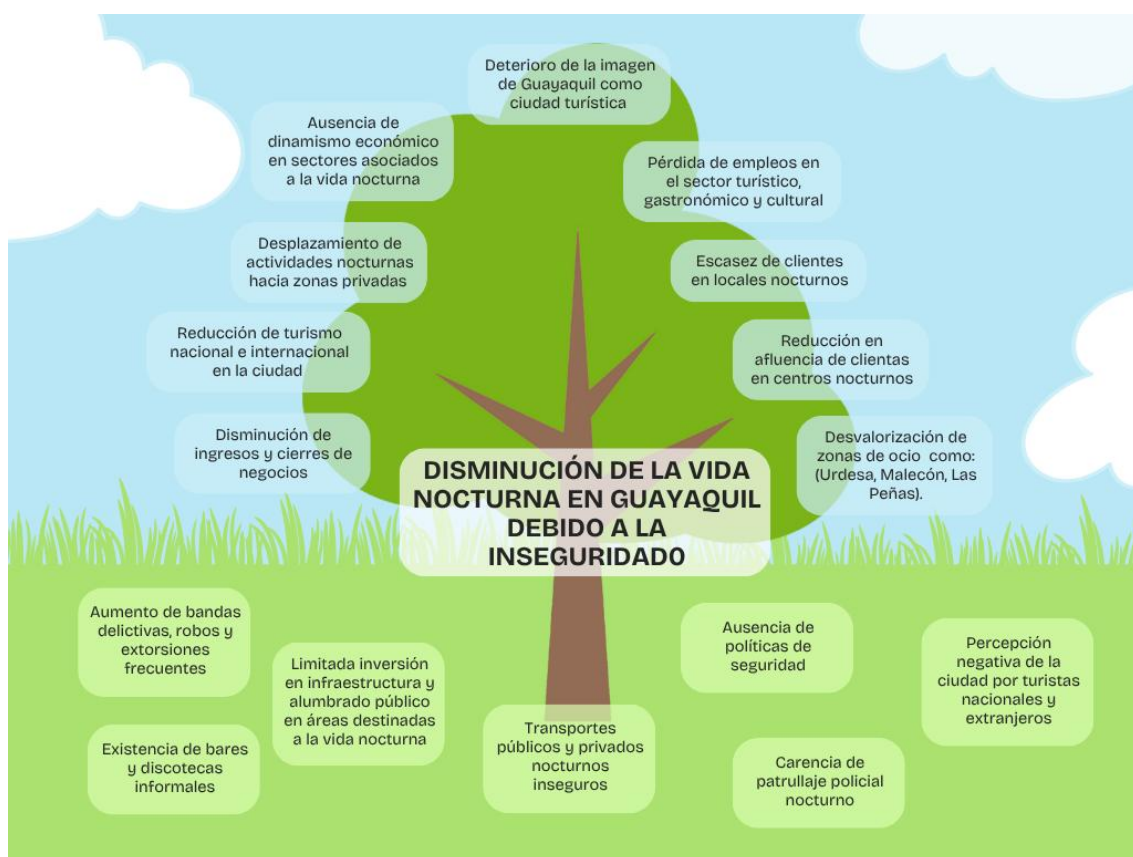 Deterioro de la imagen
de Guayaquil como
ciudad turística
Ausencia de
dinamismo económico
en sectores asociados
a la vida nocturna
Pérdida de empleos en
el sector turístico,
gastronómico y cultural
Desplazamiento de
actividades nocturnas
hacia zonas privadas
Escasez de clientes
en locales nocturnos
Reducción de turismo
nacional e internacional
en la ciudad
Reducción en
afluencia de clientas
en centros nocturnos
Disminución de
ingresos y cierres de
negocios
Desvalorización de
zonas de ocio como:
(Urdesa, Malecón, Las
Peñas).
DISMINUCIÓN DE LA VIDA
NOCTURNA EN GUAYAQUIL
DEBIDO A LA
INSEGURIDAD0
Aumento de bandas
delictivas, robos y
extorsiones
frecuentes
Limitada inversión
en infraestructura y
alumbrado público
en áreas destinadas
a la vida nocturna
Ausencia de
políticas de
seguridad
Percepción
negativa de la
ciudad por turistas
nacionales y
extranjeros
Existencia de bares
y discotecas
informales
Transportes
públicos y privados
nocturnos
inseguros
Carencia de
patrullaje policial
nocturno